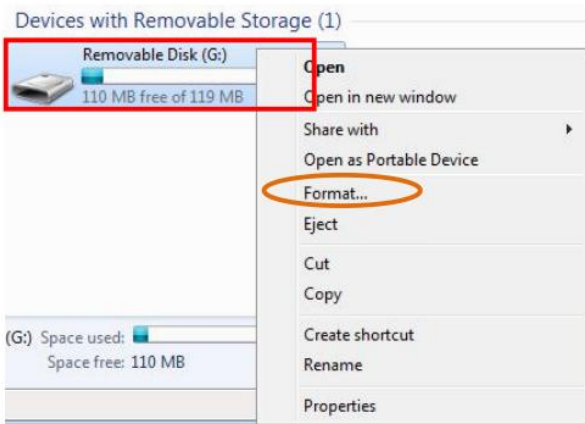 Devices with Removable Storage (1)
Removable Disk (G:)
110 MB free of 119 MB
Open
Open in new window
Share with
Open as Portable Device
Format...
Eject
Cut
Copy
Create shortcut
Rename
Properties
(G:) Space used:
Space free: 110 MB